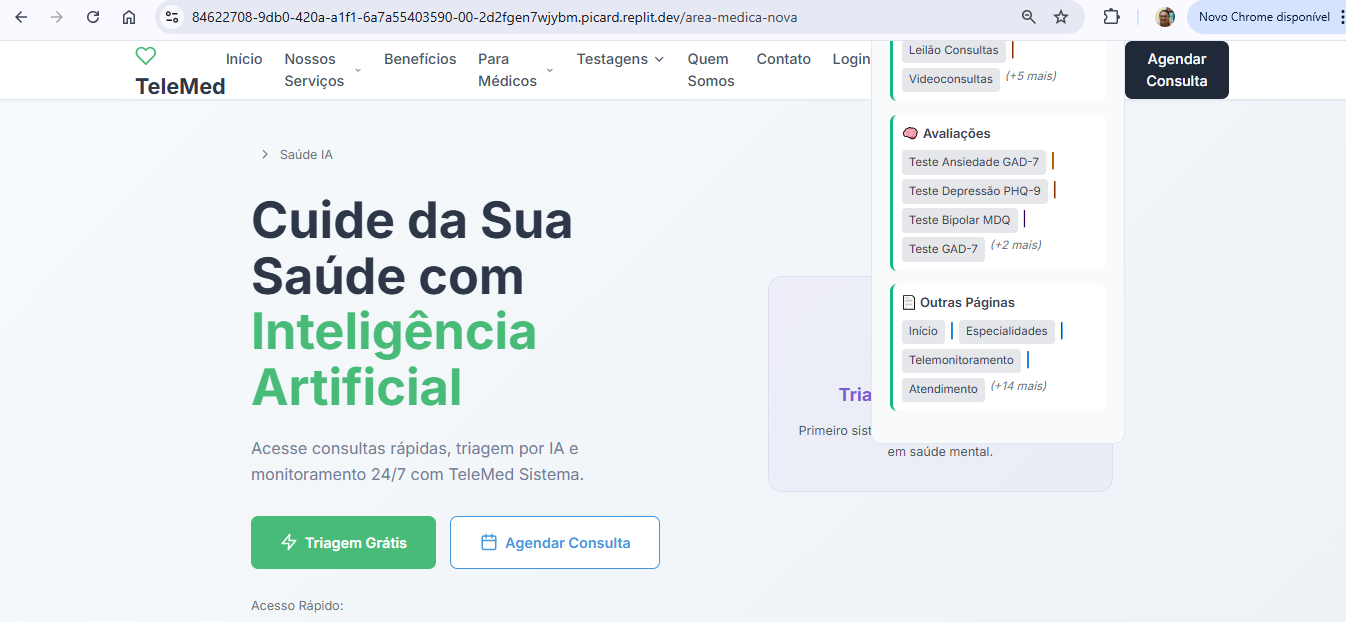 84622708-9db0-420a-a1f1-6a7a55403590-00-2d2fgen7wjybm.picard.replit.dev/area-medica-nova
Novo Chrome disponível
TeleMed
Início
Nossos
Serviços
Benefícios
Para
Médicos
Testagens
Quem
Somos
Contato
Login
Leilão Consultas
Videoconsultas (+5 mais)
Agendar
Consulta
🧠 Avaliações
Teste Ansiedade GAD-7
Teste Depressão PHQ-9
Teste Bipolar MDQ
Teste GAD-7 (+2 mais)
Outras Páginas
Início Especialidades
Telemonitoramento
Atendimento (+14 mais)
> Saúde IA
Cuide da Sua
Saúde com
Inteligência
Artificial
Acesse consultas rápidas, triagem por IA e
monitoramento 24/7 com TeleMed Sistema.
Triagem Grátis
Agendar Consulta
Acesso Rápido:
Tria
Primeiro sist
em saúde mental.